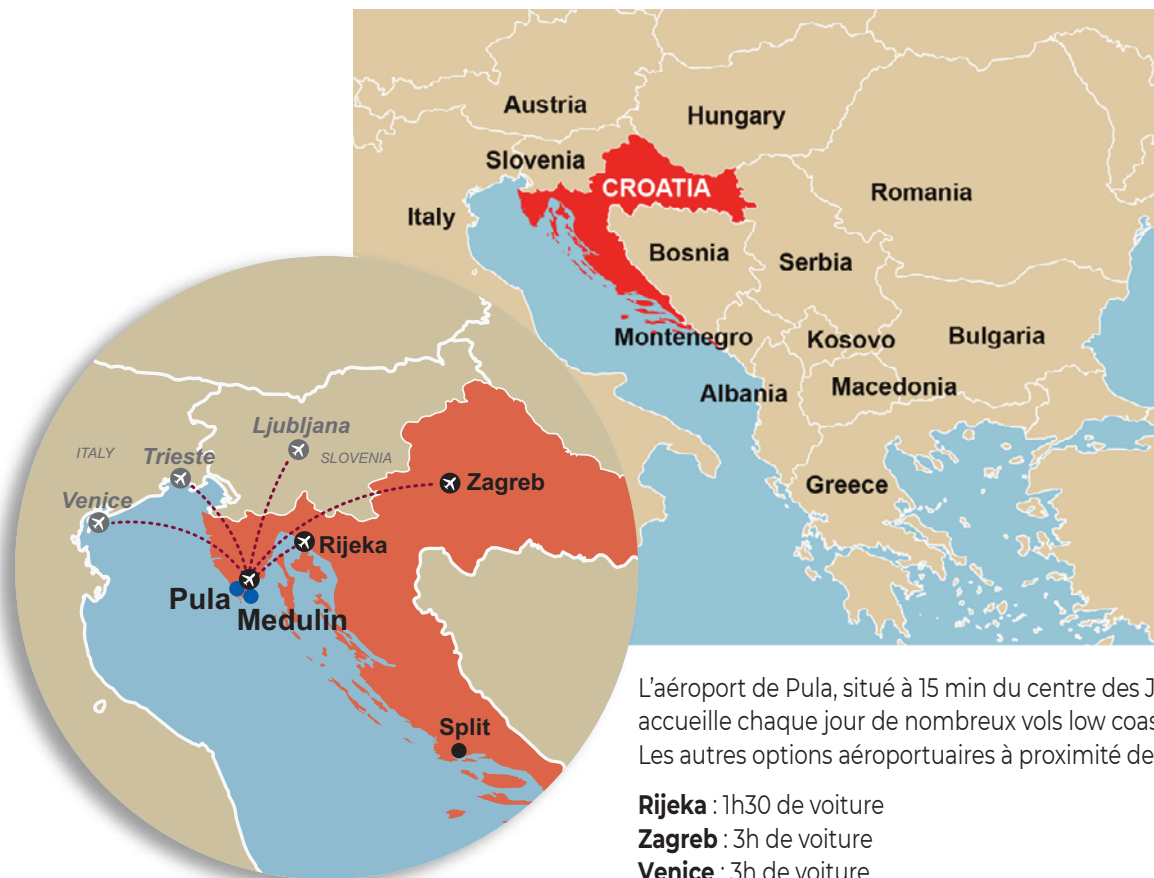 Austria
Hungary
Slovenia
CROATIA
Romania
Italy
Bosnia
Serbia
Montenegro
Kosovo
Bulgaria
Albania
Macedonia
Greece
ITALY
Trieste
Ljubljana
SLOVENIA
Venice
Zagreb
Rijeka
Pula
Medulin
Split
L’aéroport de Pula, situé à 15 min du centre des J
accueille chaque jour de nombreux vols low coas
Les autres options aéroportuaires à proximité de
Rijeka : 1h30 de voiture
Zagreb : 3h de voiture
Venice : 3h de voiture